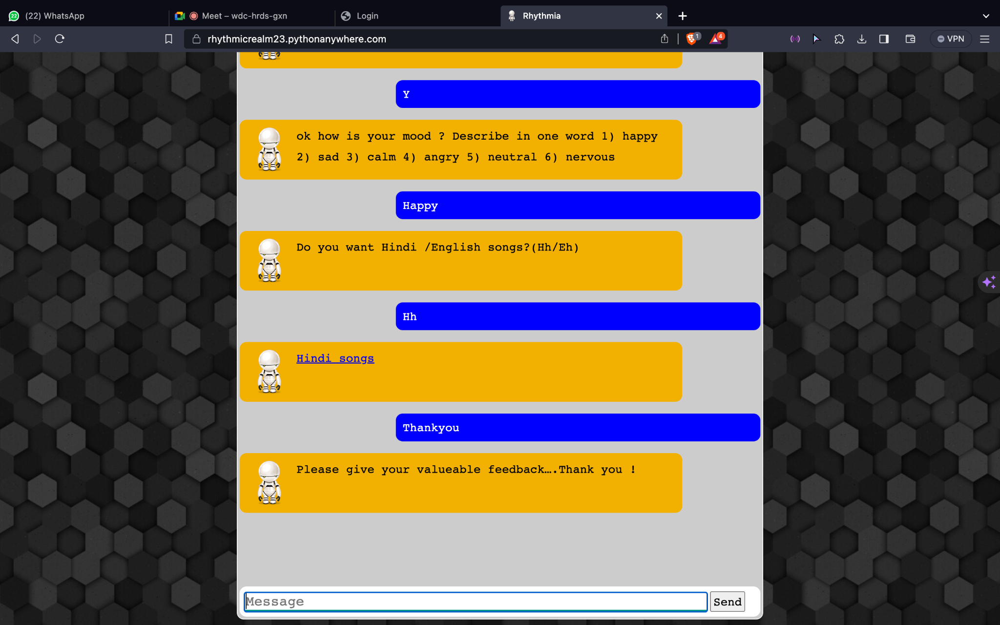 22
(22) WhatsApp
Meet – wdc-hrds-gxn
Login
Rhythmia
rhythmicrealm23.pythonanywhere.com
1
4
VPN
Y
ok how is your mood ? Describe in one word 1) happy
2) sad 3) calm 4) angry 5) neutral 6) nervous
Happy
Do you want Hindi /English songs?(Hh/Eh)
Hh
Hindi songs
Thankyou
Please give your valueable feedback….Thank you !
Message
Send